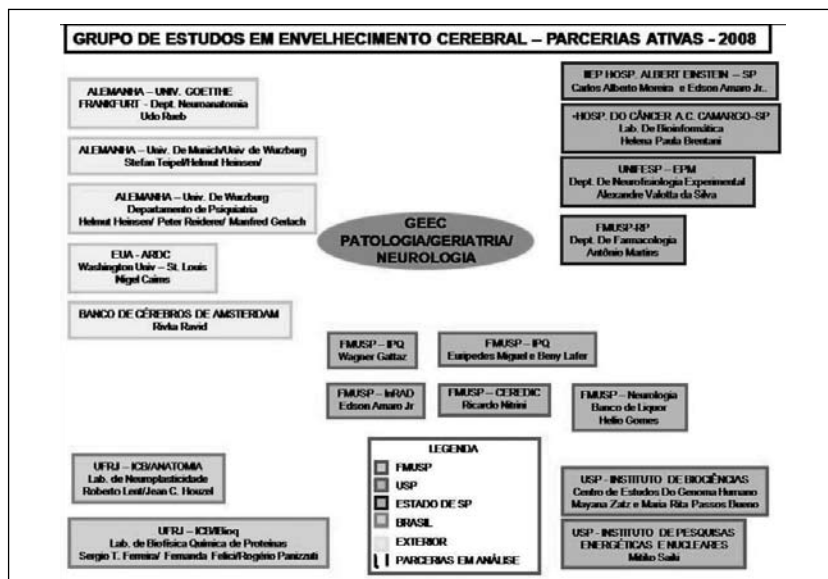 GRUPO DE ESTUDOS EM ENVELHECIMENTO CEREBRAL – PARCERIAS ATIVAS - 2008
ALEMANHA – UNIV. GOETTHE
FRANKFURT - Dept. Neuroanatomia
Udo Rueb
ALEMANHA – Univ. De Munich/Univ de Wurzburg
Stefan Teipel/Helmut Heinsen/
ALEMANHA – Univ. De Wurzburg
Departamento de Psiquiatria
Helmut Heinsen/ Peter Reiderer/ Manfred Gerlach
EUA - ARDC
Washington Univ – St. Louis
Nigel Cairns
BANCO DE CÉREBROS DE AMSTERDAM
Rivka Ravid
IIEP HOSP. ALBERT EINSTEIN – SP
Carlos Alberto Moreira e Edson Amaro Jr..
-HOSP. DO CÂNCER A.C. CAMARGO–SP
Lab. De Bioinformática
Helena Paula Brentani
UNIFESP – EPM
Dept. De Neurofisiologia Experimental
Alexandre Valotta da Silva
FMUSP-RP
Dept. De Farmacologia
Antônio Martins
GEEC
PATOLOGIA/GERIATRIA/
NEUROLOGIA
FMUSP – IPQ
Wagner Gattaz
FMUSP – IPQ
Eurípedes Miguel e Beny Lafer
FMUSP – InRAD
Edson Amaro Jr
FMUSP – CEREDIC
Ricardo Nitrini
FMUSP – Neurologia
Banco de Liquor
Helio Gomes
UFRJ – ICB/ANATOMIA
Lab. de Neuroplasticidade
Roberto Lent/Jean C. Houzel
UFRJ – ICB/Bioq
Lab. de Biofísica Química de Proteínas
Sergio T. Ferreira/ Fernanda Felici/Rogério Panizzuti
LEGENDA
FMUSP
USP
ESTADO DE SP
BRASIL
EXTERIOR
PARCERIAS EM ANÁLISE
USP - INSTITUTO DE BIOCIÊNCIAS
Centro de Estudos Do Genoma Humano
Mayana Zatz e Maria Rita Passos Bueno
USP - INSTITUTO DE PESQUISAS
ENERGÉTICAS E NUCLEARES
Mitiko Saiki